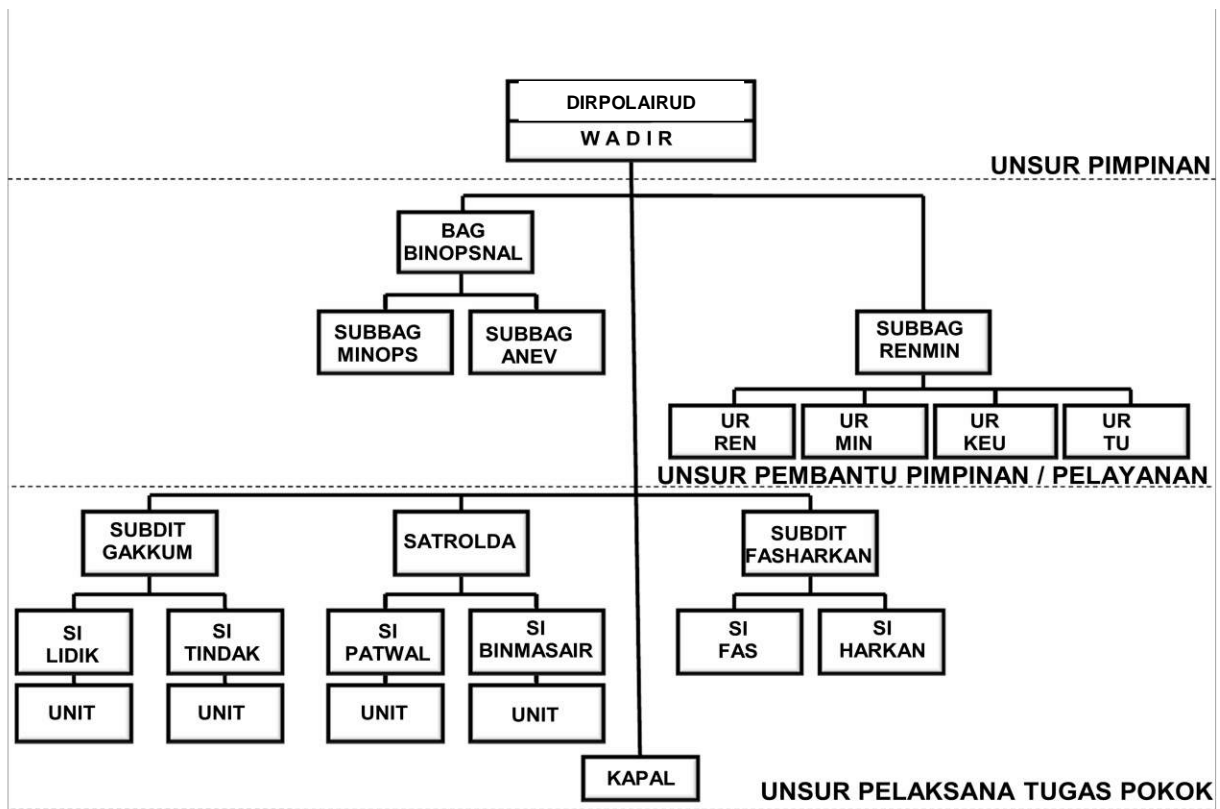 DIRPOLAIRUD
W A D I R
UNSUR PIMPINAN
BAG
BINOPSNAL
SUBBAG
MINOPS
SUBBAG
ANEV
SUBBAG
RENMIN
UR
REN
UR
MIN
UR
KEU
UR
TU
UNSUR PEMBANTU PIMPINAN / PELAYANAN
SUBDIT
GAKKUM
SATROLDA
SUBDIT
FASHARKAN
SI
LIDIK
SI
TINDAK
SI
PATWAL
SI
BINMASAIR
SI
FAS
SI
HARKAN
UNIT
UNIT
UNIT
UNIT
KAPAL
UNSUR PELAKSANA TUGAS POKOK